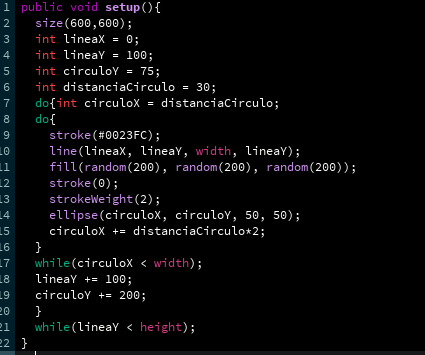 1 public void setup(){
2 size(600,600);
3 int lineaX = 0;
4 int lineaY = 100;
5 int circuloY = 75;
6 int distanciaCirculo = 30;
7 do{int circuloX = distanciaCirculo;
8 do{
9 stroke(#0023FC);
10 line(lineaX, lineaY, width, lineaY);
11 fill(random(200), random(200), random(200));
12 stroke(0);
13 strokeWeight(2);
14 ellipse(circuloX, circuloY, 50, 50);
15 circuloX += distanciaCirculo*2;
16 }
17 while(circuloX < width);
18 lineaY += 100;
19 circuloY += 200;
20 }
21 while(lineaY < height);
22 }